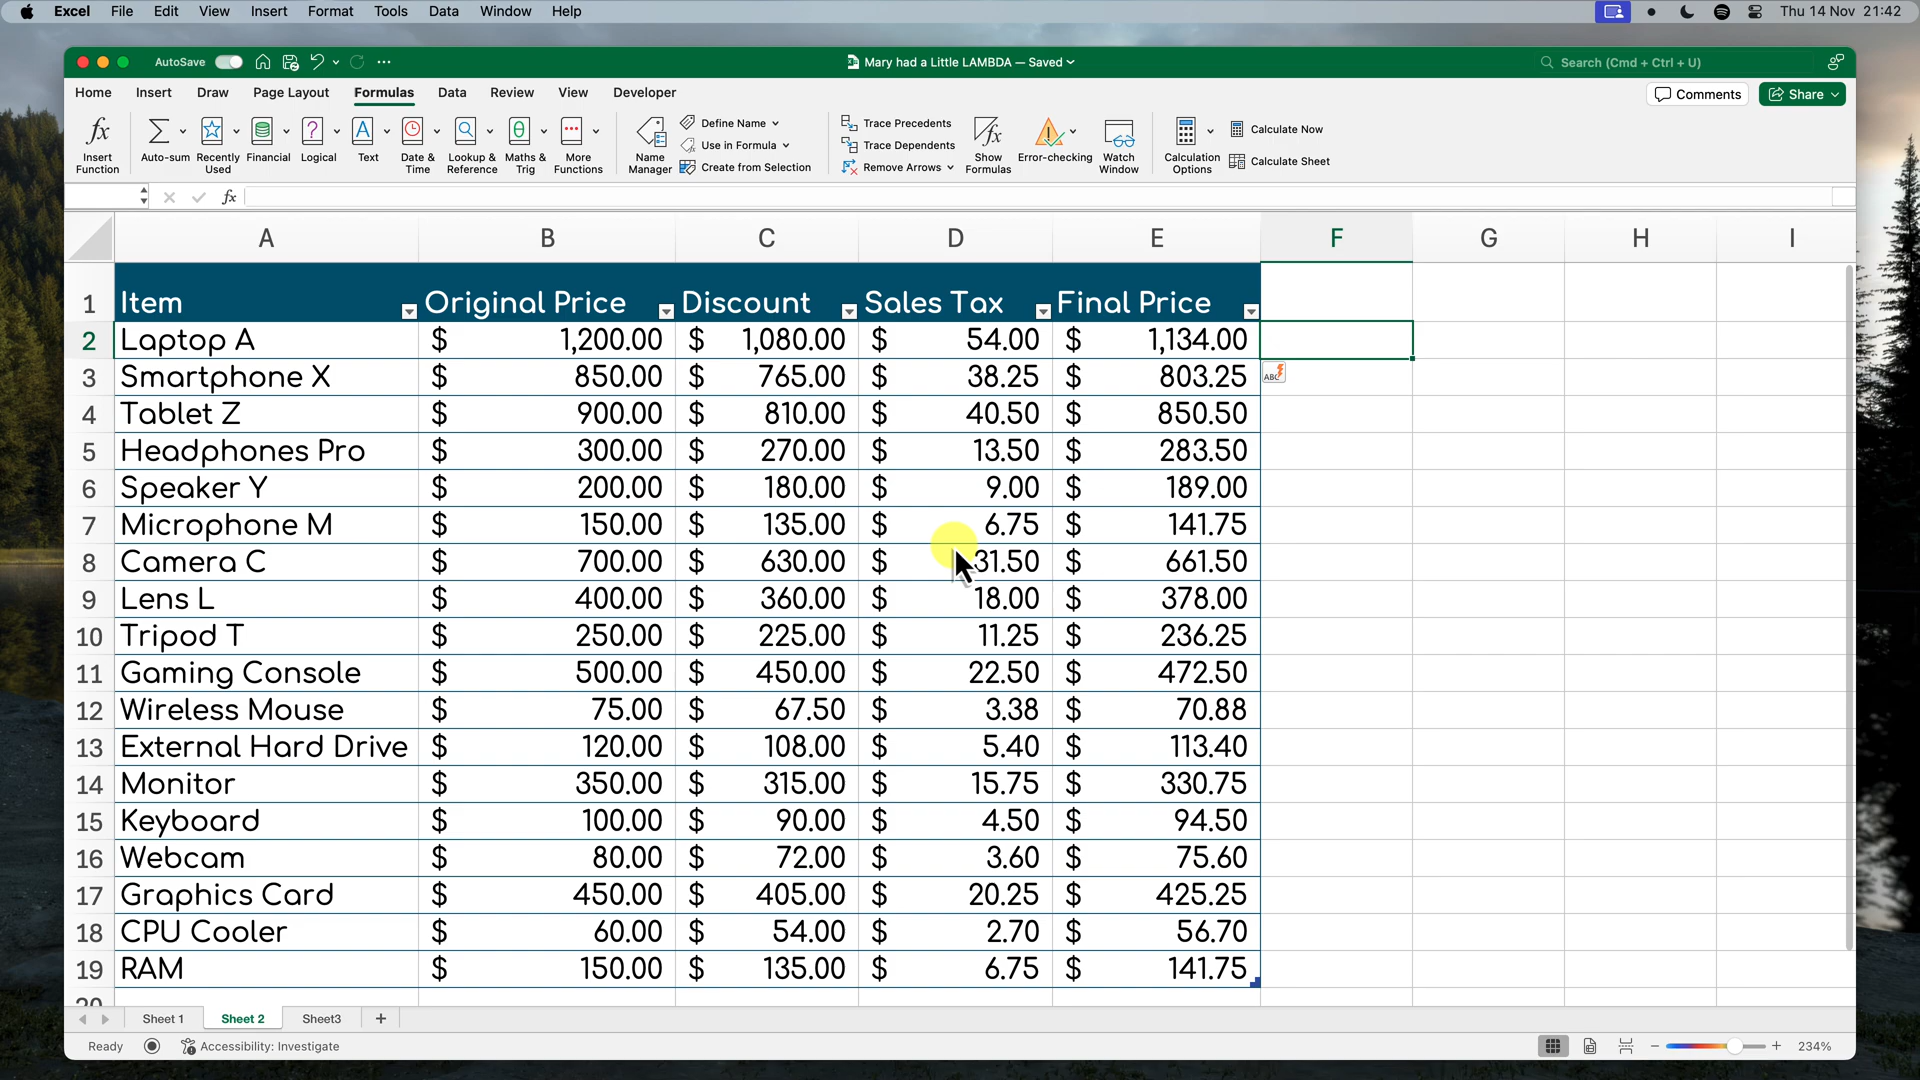 Excel File Edit View Insert Format Tools Data Window Help Thu 14 Nov 21:42
AutoSave Mary had a Little LAMBDA — Saved Search (Cmd + Ctrl + U)
Home Insert Draw Page Layout Formulas Data Review View Developer Comments Share
Insert Function Auto-sum Recently Used Financial Logical Text Date & Time Lookup & Reference Maths & Trig More Functions Name Manager Define Name Use in Formula Create from Selection Trace Precedents Trace Dependents Remove Arrows Show Formulas Error-checking Watch Window Calculation Options Calculate Now Calculate Sheet
fx
A B C D E F G H I
1 Item Original Price Discount Sales Tax Final Price
2 Laptop A $ 1,200.00 $ 1,080.00 $ 54.00 $ 1,134.00
3 Smartphone X $ 850.00 $ 765.00 $ 38.25 $ 803.25 ABC
4 Tablet Z $ 900.00 $ 810.00 $ 40.50 $ 850.50
5 Headphones Pro $ 300.00 $ 270.00 $ 13.50 $ 283.50
6 Speaker Y $ 200.00 $ 180.00 $ 9.00 $ 189.00
7 Microphone M $ 150.00 $ 135.00 $ 6.75 $ 141.75
8 Camera C $ 700.00 $ 630.00 $ 31.50 $ 661.50
9 Lens L $ 400.00 $ 360.00 $ 18.00 $ 378.00
10 Tripod T $ 250.00 $ 225.00 $ 11.25 $ 236.25
11 Gaming Console $ 500.00 $ 450.00 $ 22.50 $ 472.50
12 Wireless Mouse $ 75.00 $ 67.50 $ 3.38 $ 70.88
13 External Hard Drive $ 120.00 $ 108.00 $ 5.40 $ 113.40
14 Monitor $ 350.00 $ 315.00 $ 15.75 $ 330.75
15 Keyboard $ 100.00 $ 90.00 $ 4.50 $ 94.50
16 Webcam $ 80.00 $ 72.00 $ 3.60 $ 75.60
17 Graphics Card $ 450.00 $ 405.00 $ 20.25 $ 425.25
18 CPU Cooler $ 60.00 $ 54.00 $ 2.70 $ 56.70
19 RAM $ 150.00 $ 135.00 $ 6.75 $ 141.75
20
Sheet 1 Sheet 2 Sheet3
Ready Accessibility: Investigate 234%